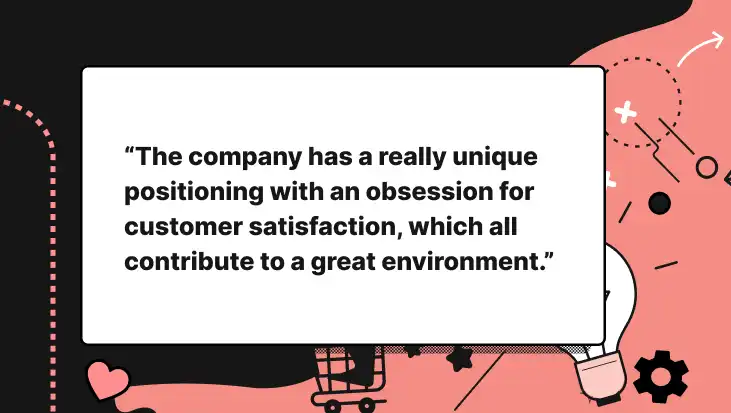 “The company has a really unique
positioning with an obsession for
customer satisfaction, which all
contribute to a great environment.”